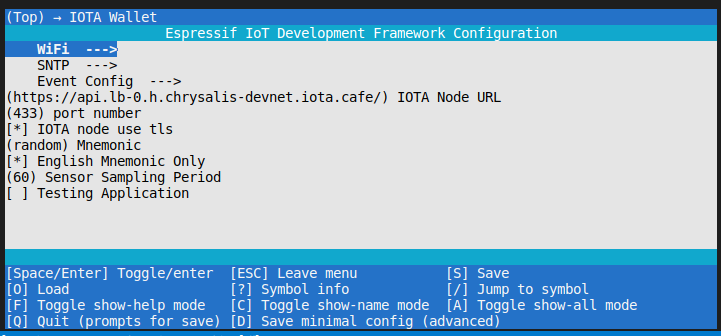 (Top) → IOTA Wallet
Espressif IoT Development Framework Configuration
WiFi --->
SNTP --->
Event Config --->
(https://api.lb-0.h.chrysalis-devnet.iota.cafe/) IOTA Node URL
(433) port number
[*] IOTA node use tls
(random) Mnemonic
[*] English Mnemonic Only
(60) Sensor Sampling Period
[ ] Testing Application
[Space/Enter] Toggle/enter [ESC] Leave menu [S] Save
[O] Load [?] Symbol info [/] Jump to symbol
[F] Toggle show-help mode [C] Toggle show-name mode [A] Toggle show-all mode
[Q] Quit (prompts for save) [D] Save minimal config (advanced)